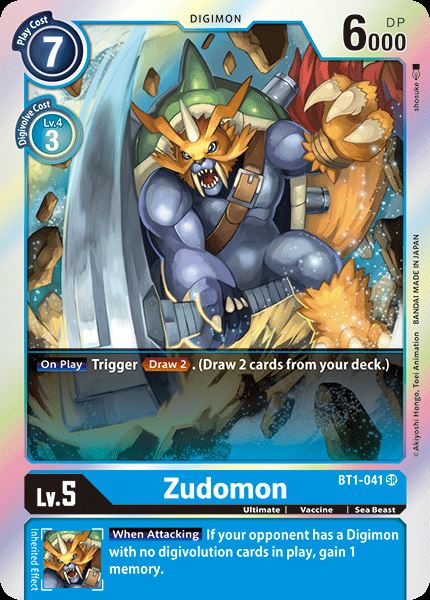 Play Cost
7
DIGIMON
DP
6000
Digivolve Cost
Lv.4
3
shosuke
©Akiyoshi Hongo, Toei Animation BANDAI MADE IN JAPAN
On Play Trigger Draw 2. (Draw 2 cards from your deck.)
BT1-041 SR
Lv.5
Zudomon
Ultimate | Vaccine | Sea Beast
Inherited Effect
When Attacking If your opponent has a Digimon
with no digivolution cards in play, gain 1
memory.